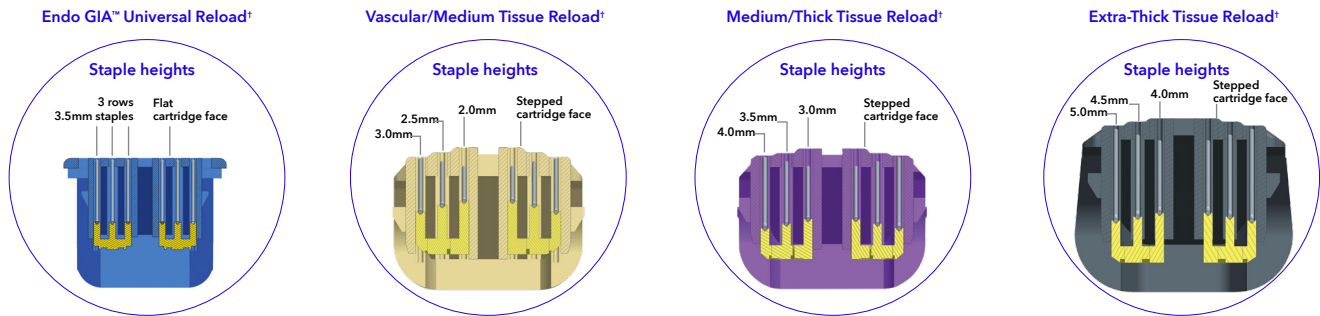 Endo GIA™ Universal Reload†
Staple heights
3 rows
3.5mm staples
Flat
cartridge face
Vascular/Medium Tissue Reload†
Staple heights
3.0mm
2.5mm
2.0mm
Stepped
cartridge face
Medium/Thick Tissue Reload†
Staple heights
4.0mm
3.5mm
3.0mm
Stepped
cartridge face
Extra-Thick Tissue Reload†
Staple heights
5.0mm
4.5mm
4.0mm
Stepped
cartridge face